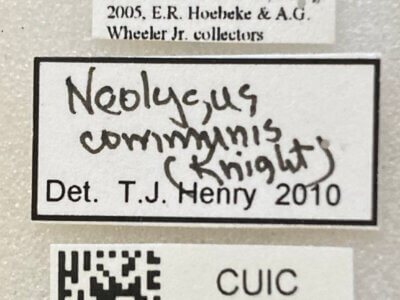 2005, E.R. Hoebeke & A.G.
Wheeler Jr. collectors
Neolygus
communis
(Knight)
Det. T.J. Henry 2010
CUIC